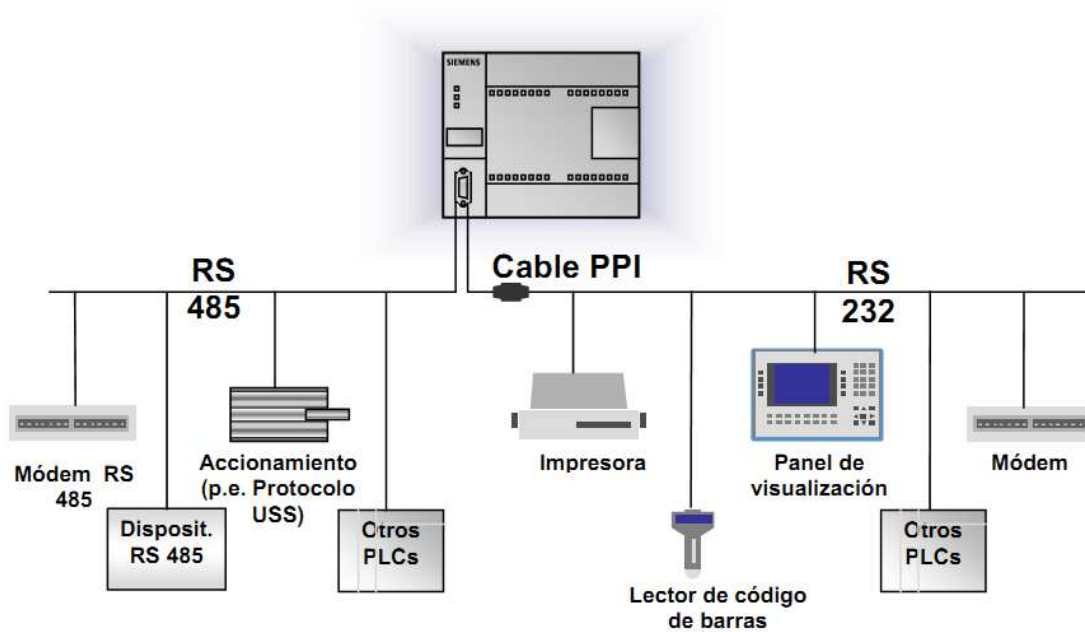 SIEMENS
RS
485
Cable PPI
RS
232
Módem RS
485
Accionamiento
(p.e. Protocolo
USS)
Impresora
Panel de
visualización
Módem
Disposit.
RS 485
Otros
PLCs
Lector de código
de barras
Otros
PLCs